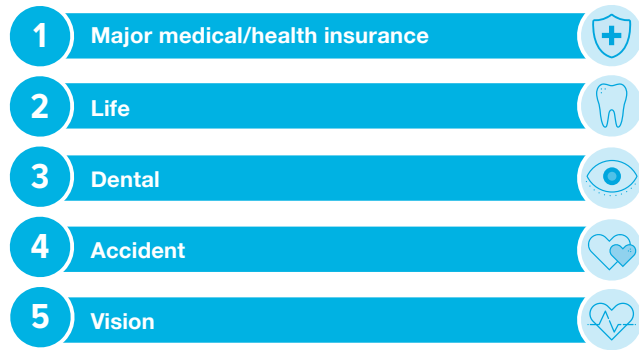 1 Major medical/health insurance
2 Life
3 Dental
4 Accident
5 Vision